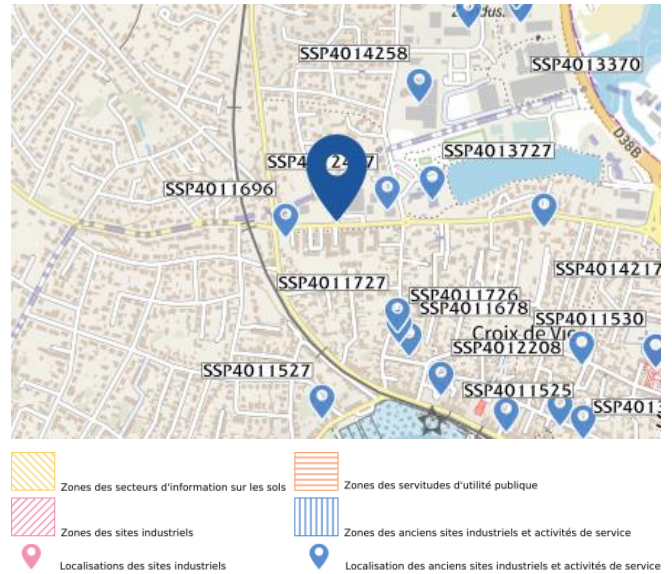 SSP4014258
SSP4013370
D38B
SSP4013727
SSP4011696
SSP4014217
SSP4011727
SSP4011726
SSP4011678
SSP4011530
Croix de Vie
SSP4012208
SSP4011527
SSP4011525
Zones des secteurs d'information sur les sols
Zones des servitudes d'utilité publique
Zones des sites industriels
Zones des anciens sites industriels et activités de service
Localisations des sites industriels
Localisation des anciens sites industriels et activités de service